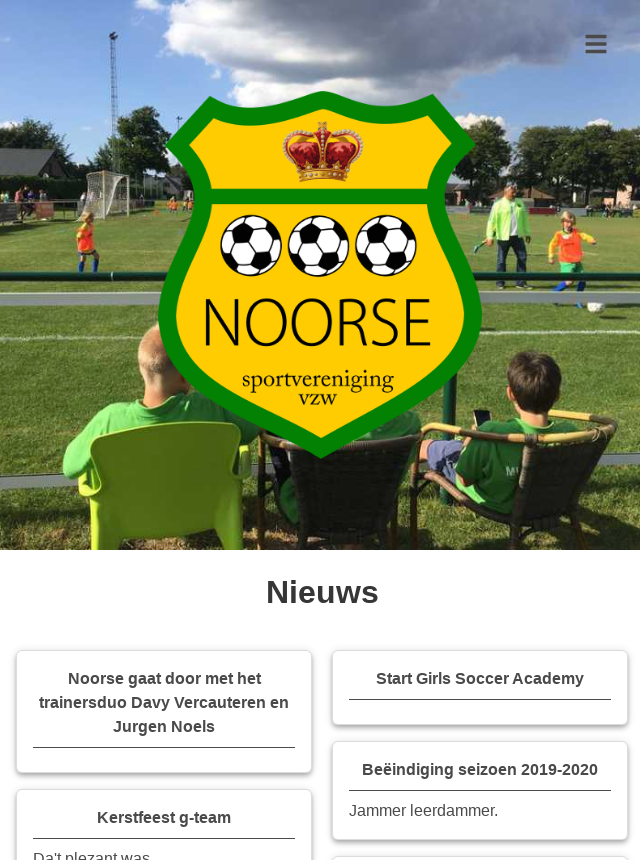 NOORSE
sportvereniging
vzw
Nieuws
Noorse gaat door met het
trainersduo Davy Vercauteren en
Jurgen Noels
Kerstfeest g-team
Da't plezant was
Start Girls Soccer Academy
Beëindiging seizoen 2019-2020
Jammer leerdammer.